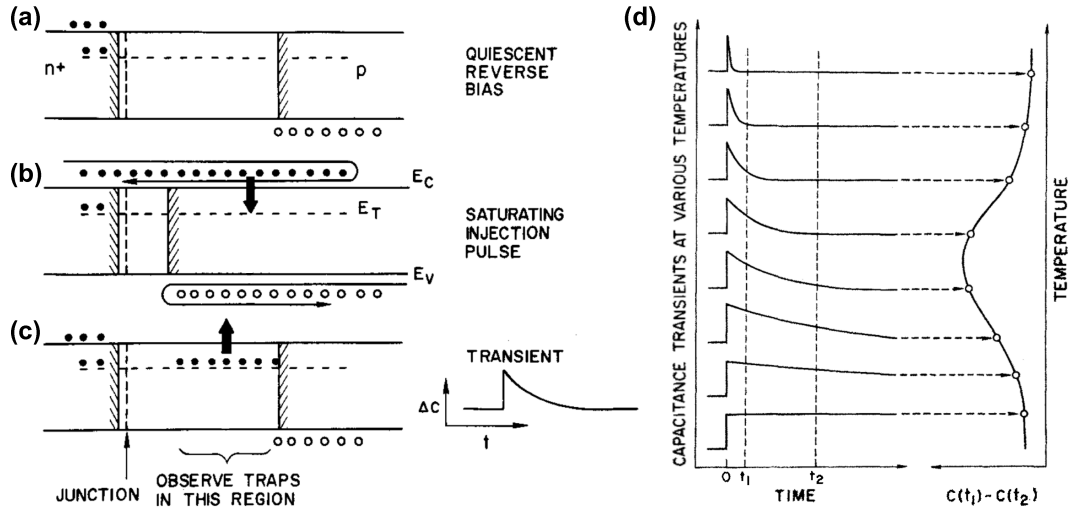 (a)
n+
p
QUIESCENT
REVERSE
BIAS
(b)
E_C
E_T
E_V
SATURATING
INJECTION
PULSE
(c)
TRANSIENT
ΔC
t
JUNCTION
OBSERVE TRAPS
IN THIS REGION
(d)
CAPACITANCE TRANSIENTS AT VARIOUS TEMPERATURES
0 t₁ t₂
TIME
C(t₁)-C(t₂)
TEMPERATURE